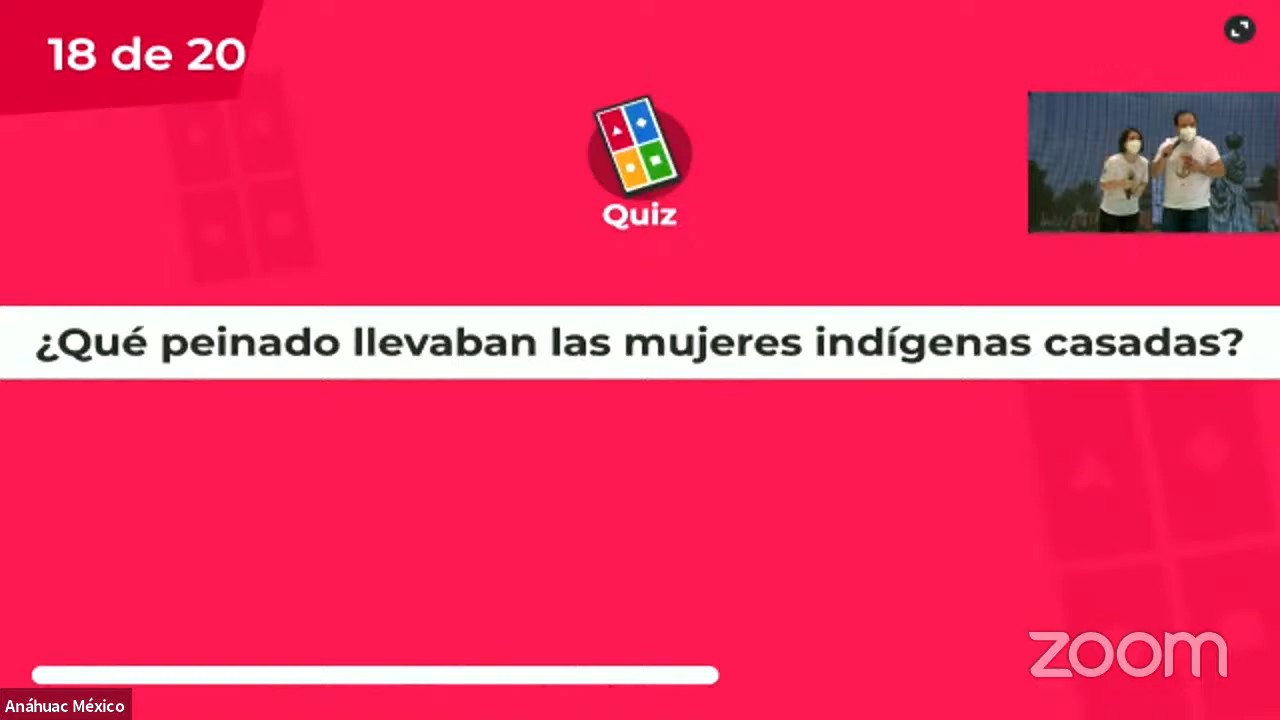 18 de 20
Quiz
¿Qué peinado llevaban las mujeres indígenas casadas?
zoom
Anáhuac México